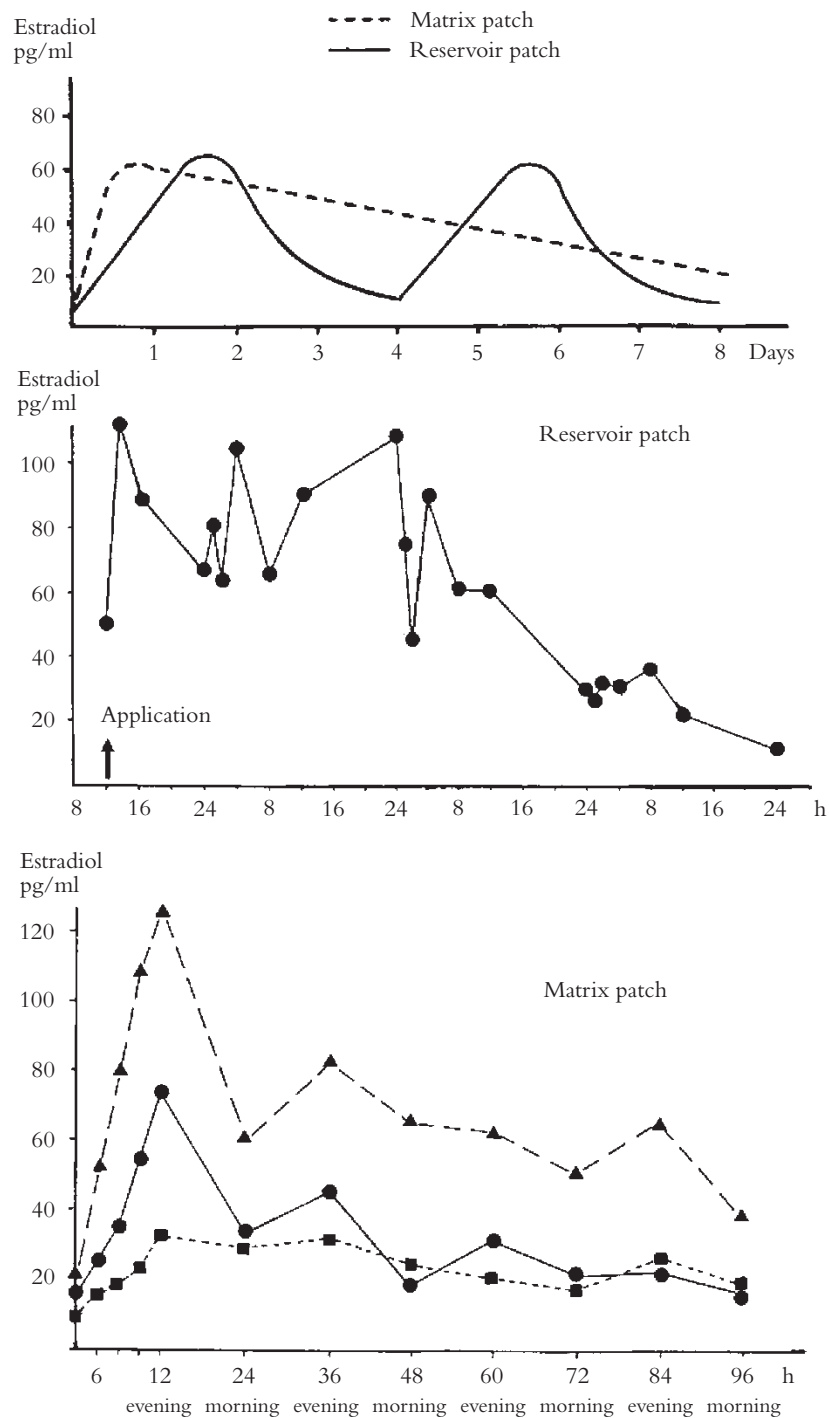 Estradiol
pg/ml
Matrix patch
Reservoir patch
80
60
40
20
1 2 3 4 5 6 7 8 Days
Estradiol
pg/ml
Reservoir patch
100
80
60
40
20
Application
8 16 24 8 16 24 8 16 24 8 16 24 h
Estradiol
pg/ml
Matrix patch
120
100
80
60
40
20
6 12 24 36 48 60 72 84 96 h
evening morning evening morning evening morning evening morning